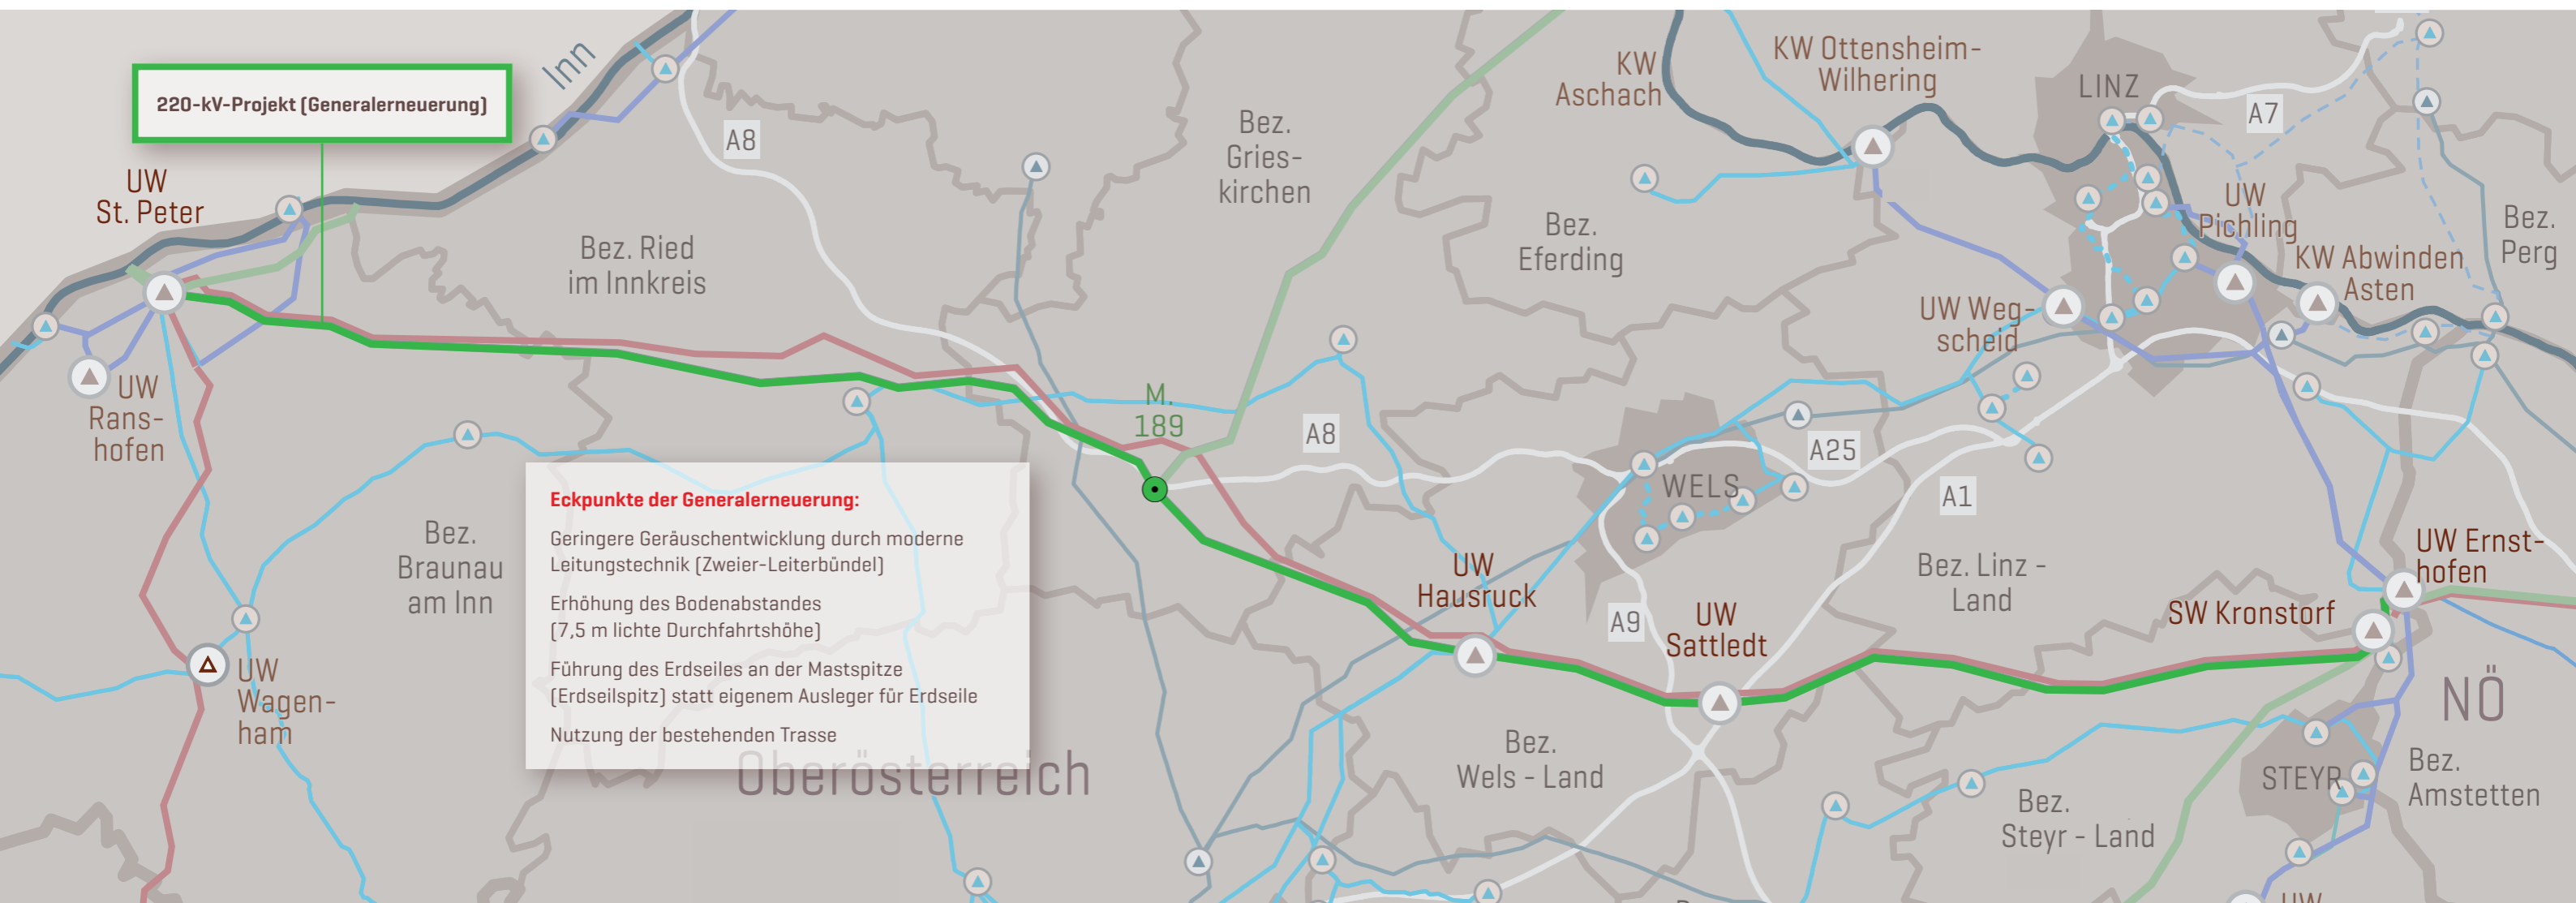 220-kV-Projekt (Generalerneuerung)
Inn
UW
St. Peter
A8
Bez. Ried
im Innkreis
Bez.
Gries-
kirchen
KW
Aschach
KW Ottensheim-
Wilhering
LINZ
A7
Bez.
Eferding
UW
Pichling
KW Abwinden
Asten
Bez.
Perg
UW Weg-
scheid
UW
Rans-
hofen
M.
189
A8
A25
WELS
A1
Bez.
Braunau
am Inn
Eckpunkte der Generalerneuerung:
Geringere Geräuschentwicklung durch moderne
Leitungstechnik (Zweier-Leiterbündel)
Erhöhung des Bodenabstandes
(7,5 m lichte Durchfahrtshöhe)
Führung des Erdseiles an der Mastspitze
(Erdseilspitz) statt eigenem Ausleger für Erdseile
Nutzung der bestehenden Trasse
Oberösterreich
UW
Wagen-
ham
UW
Hausruck
A9
UW
Sattledt
Bez. Linz -
Land
SW Kronstorf
UW Ernst-
hofen
NÖ
Bez.
Wels - Land
Bez.
Steyr - Land
STEYR
Bez.
Amstetten
UW